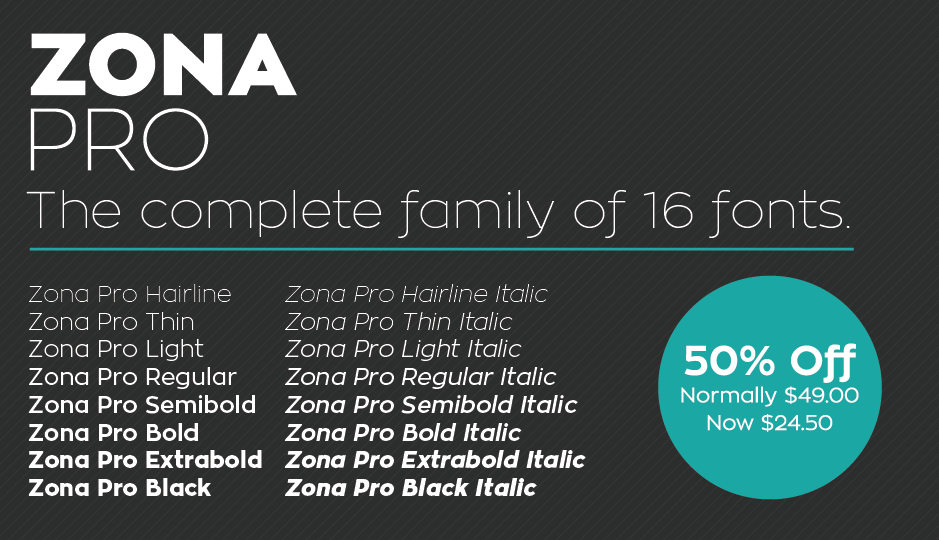 ZONA
PRO
The complete family of 16 fonts.
Zona Pro Hairline
Zona Pro Thin
Zona Pro Light
Zona Pro Regular
Zona Pro Semibold
Zona Pro Bold
Zona Pro Extrabold
Zona Pro Black
Zona Pro Hairline Italic
Zona Pro Thin Italic
Zona Pro Light Italic
Zona Pro Regular Italic
Zona Pro Semibold Italic
Zona Pro Bold Italic
Zona Pro Extrabold Italic
Zona Pro Black Italic
50% Off
Normally $49.00
Now $24.50